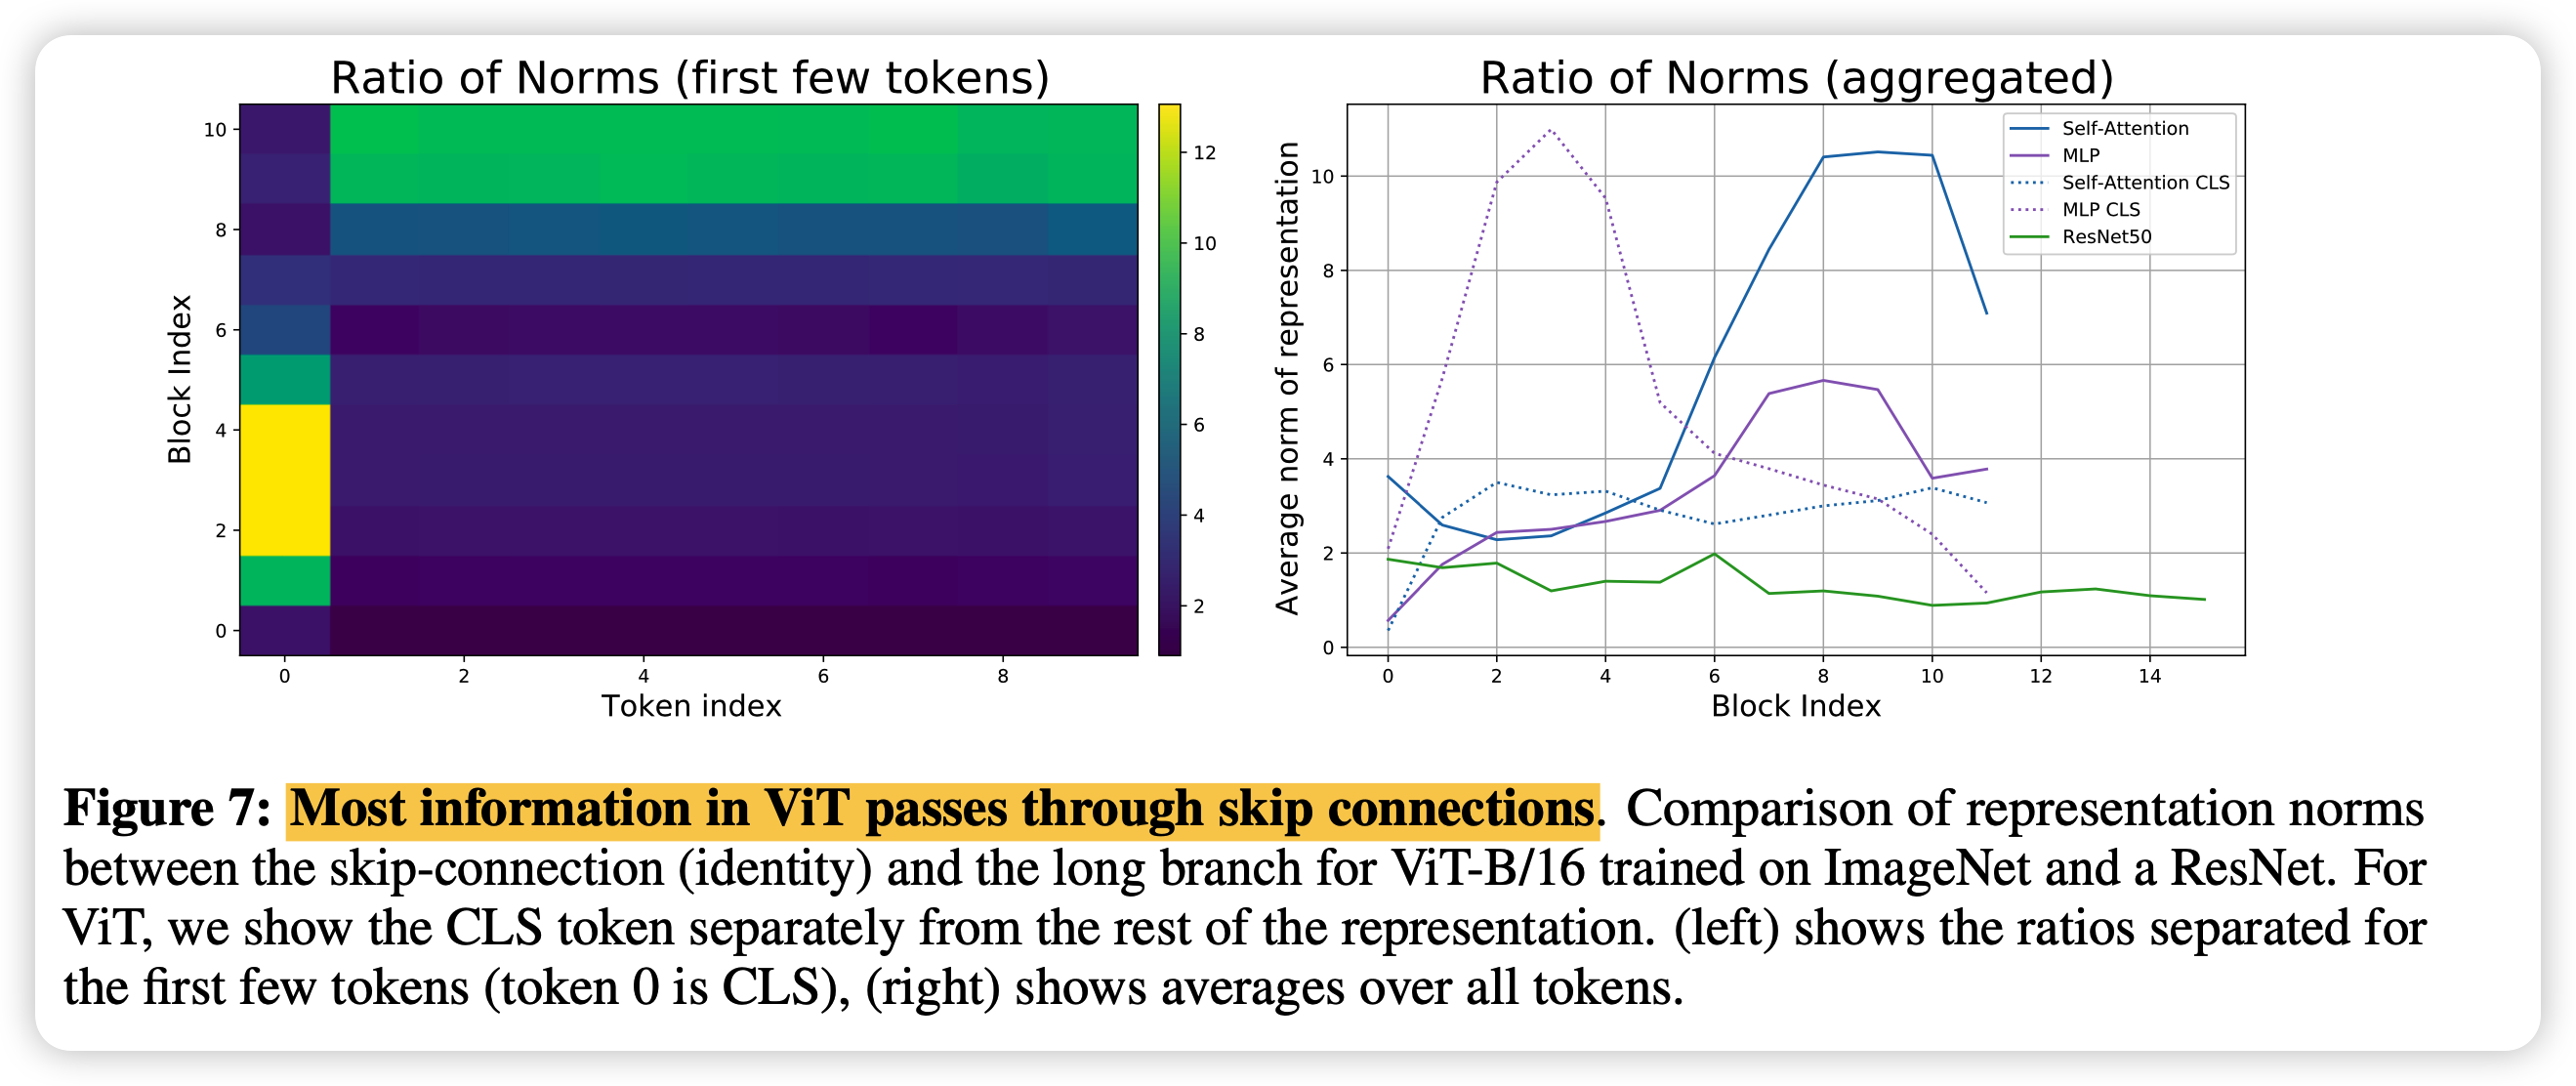 Ratio of Norms (first few tokens)
10
8
6
4
2
0
Block Index
0
2
4
6
8
Token index
12
10
8
6
4
2
Ratio of Norms (aggregated)
Average norm of representation
10
8
6
4
2
0
Self-Attention
MLP
Self-Attention CLS
MLP CLS
ResNet50
0
2
4
6
8
10
12
14
Block Index
Figure 7: Most information in ViT passes through skip connections. Comparison of representation norms
between the skip-connection (identity) and the long branch for ViT-B/16 trained on ImageNet and a ResNet. For
ViT, we show the CLS token separately from the rest of the representation. (left) shows the ratios separated for
the first few tokens (token 0 is CLS), (right) shows averages over all tokens.